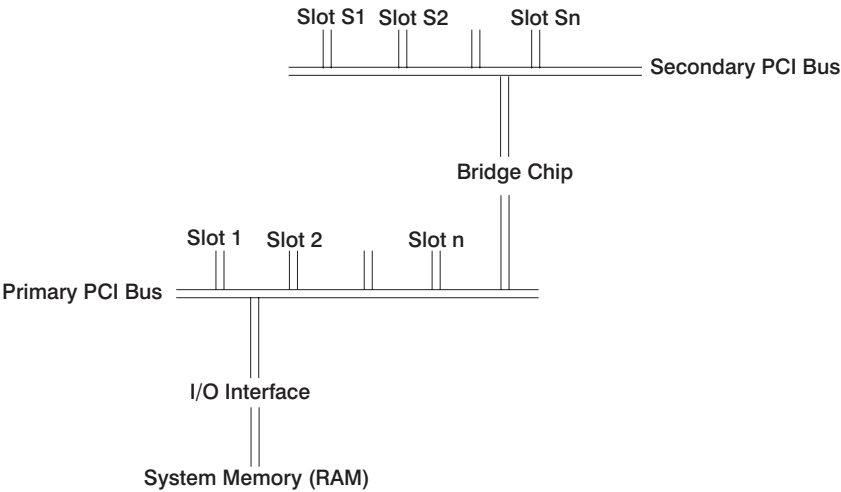 Slot S1 Slot S2 Slot Sn
Secondary PCI Bus
Bridge Chip
Slot 1 Slot 2 Slot n
Primary PCI Bus
I/O Interface
System Memory (RAM)